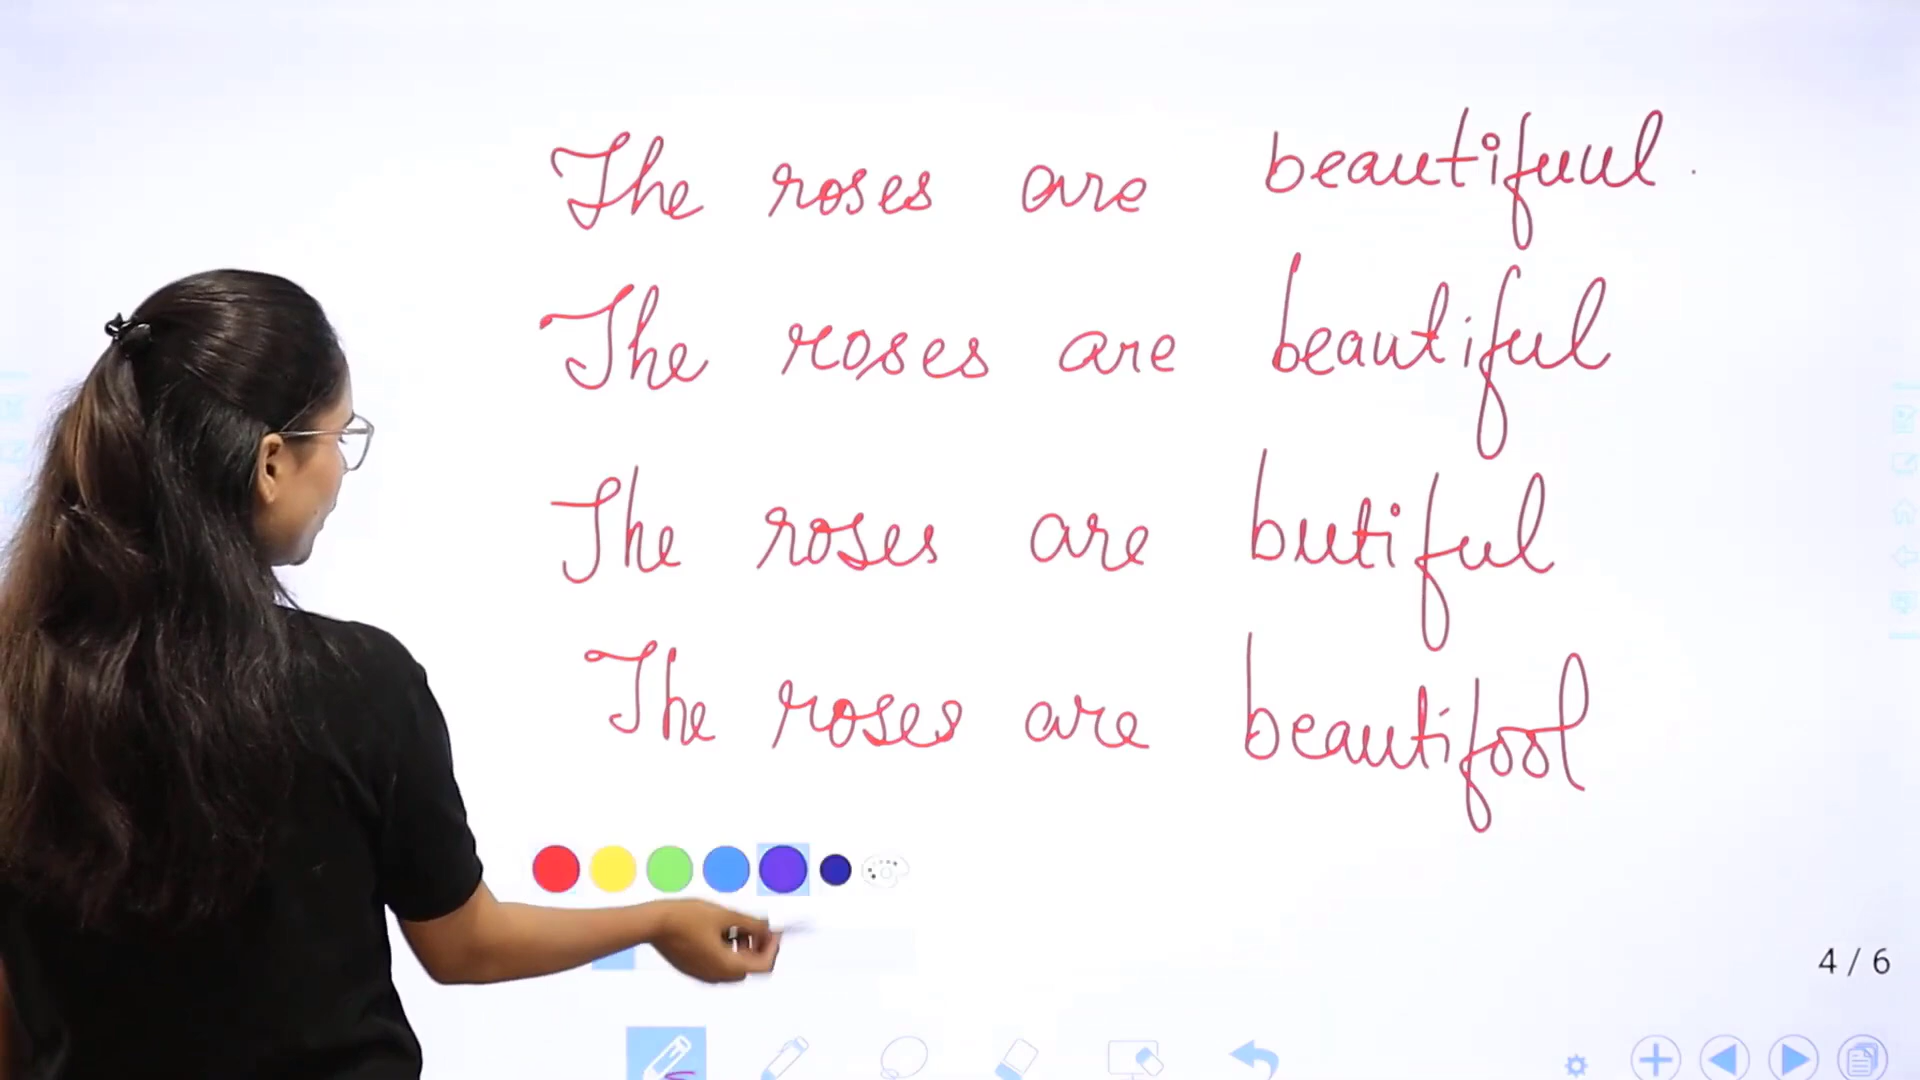 The roses are beautifuul.
The roses are beautiful
The roses are butiful
The roses are beautifool
4 / 6